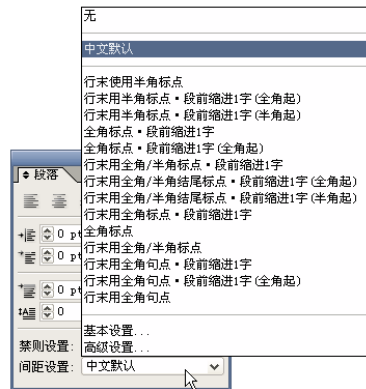 无
中文默认
行末使用半角标点
行末用半角标点・段前缩进1字(全角起)
行末用半角标点・段前缩进1字(半角起)
全角标点・段前缩进1字
全角标点・段前缩进1字(全角起)
行末用全角/半角标点・段前缩进1字
行末用全角/半角结尾标点・段前缩进1字(全角起)
行末用全角/半角结尾标点・段前缩进1字(半角起)
行末用全角标点・段前缩进1字
全角标点
行末用全角/半角标点
行末用全角句点・段前缩进1字
行末用全角句点・段前缩进1字(全角起)
行末用全角句点
基本设置...
高级设置...
段落
0 pt
0 pt
0 pt
0
禁则设置:
间距设置: 中文默认